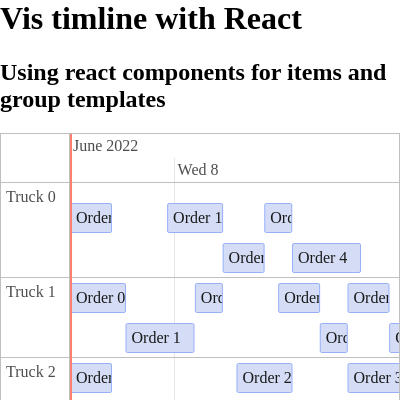 Vis timline with React
Using react components for items and
group templates
June 2022
Wed 8
Truck 0
Order
Order 1
Ord
Order
Order 4
Truck 1
Order 0
Ord
Order
Order
Order 1
Ord
Truck 2
Order
Order 2
Order 3